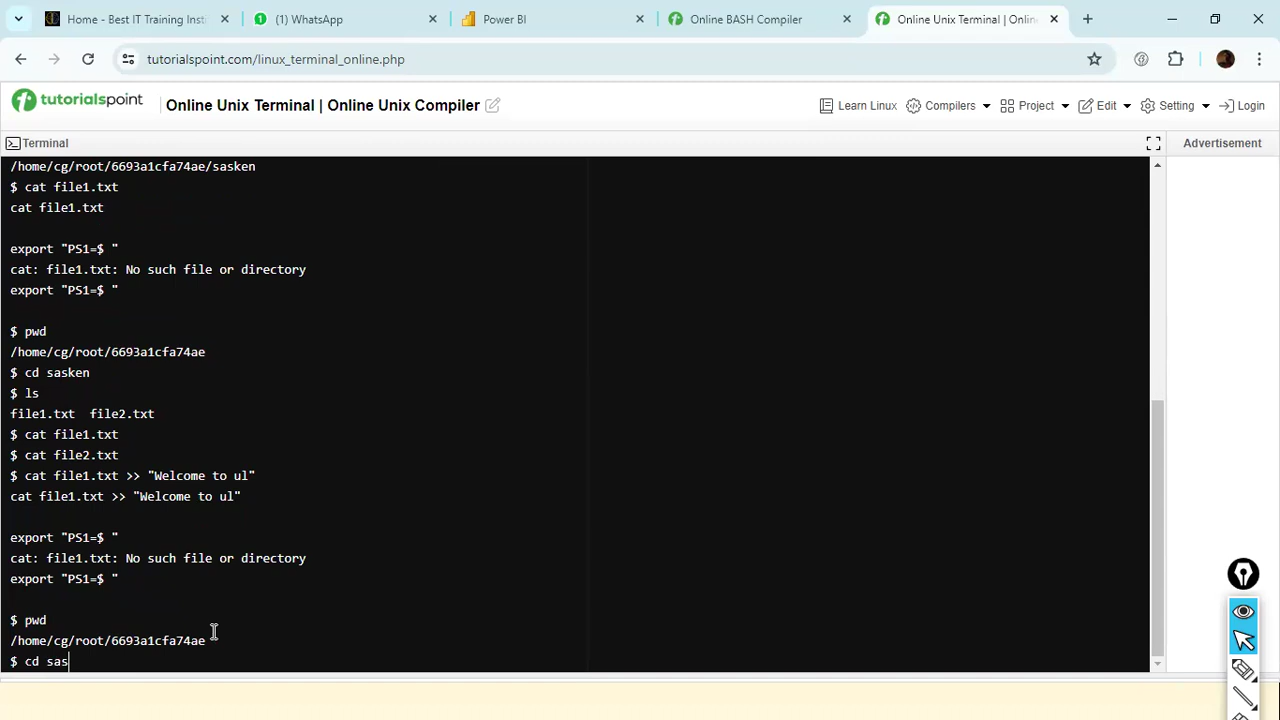 Home - Best IT Training Inst
(1) WhatsApp
Power BI
Online BASH Compiler
Online Unix Terminal | Onlin
tutorialspoint.com/linux_terminal_online.php
tutorialspoint
Online Unix Terminal | Online Unix Compiler
Learn Linux
Compilers
Project
Edit
Setting
Login
Terminal
Advertisement
/home/cg/root/6693a1cfa74ae/sasken
$ cat file1.txt
cat file1.txt
export "PS1=$ "
cat: file1.txt: No such file or directory
export "PS1=$ "
$ pwd
/home/cg/root/6693a1cfa74ae
$ cd sasken
$ ls
file1.txt  file2.txt
$ cat file1.txt
$ cat file2.txt
$ cat file1.txt >> "Welcome to ul"
cat file1.txt >> "Welcome to ul"
export "PS1=$ "
cat: file1.txt: No such file or directory
export "PS1=$ "
$ pwd
/home/cg/root/6693a1cfa74ae
$ cd sas